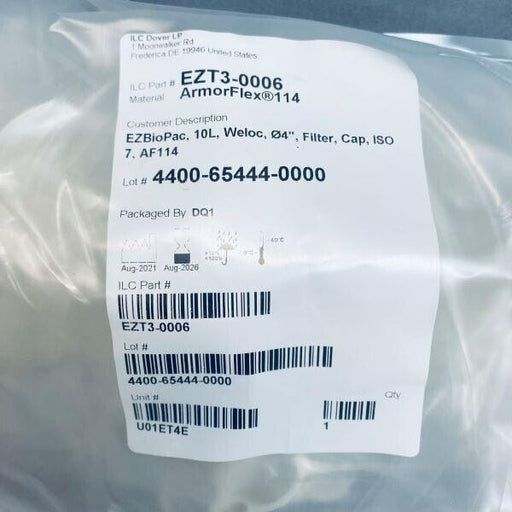 ILC Dover LP
1 Moonwalker Rd
Frederica DE 19946 United States
ILC Part # EZT3-0006
Material ArmorFlex®114
Customer Description
EZBioPac, 10L, Weloc, Ø4", Filter, Cap, ISO
7, AF114
Lot # 4400-65444-0000
Packaged By DQ1
Aug-2021 Aug-2026
ILC Part #
EZT3-0006
Lot #
4400-65444-0000
Unit # Qty
U01ET4E 1